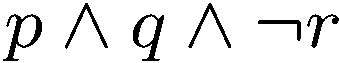 p ∧ q ∧ ¬r